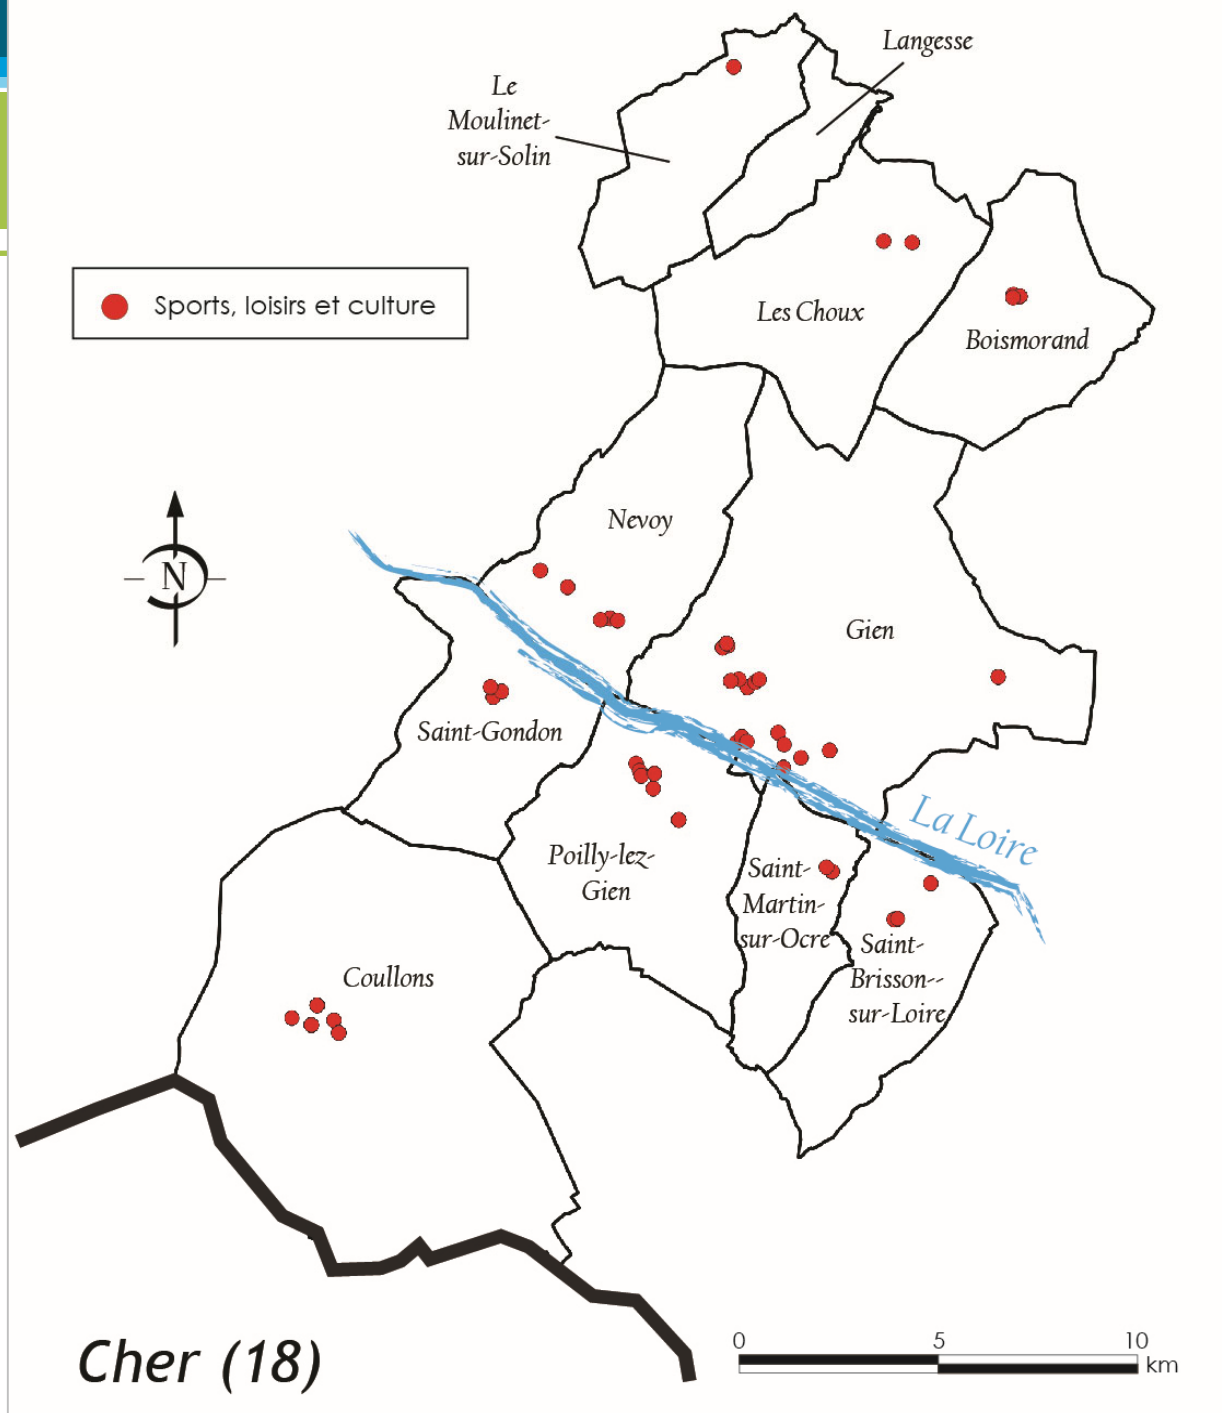 Langesse
Le
Moulinet-
sur-Solin
Sports, loisirs et culture
Les Choux
Boismorand
Nevoy
N
Gien
Saint-Gondon
La Loire
Poilly-lez-
Gien
Saint-
Martin-
sur-Ocre
Saint-
Brisson--
sur-Loire
Coullons
Cher (18)
0 5 10
km